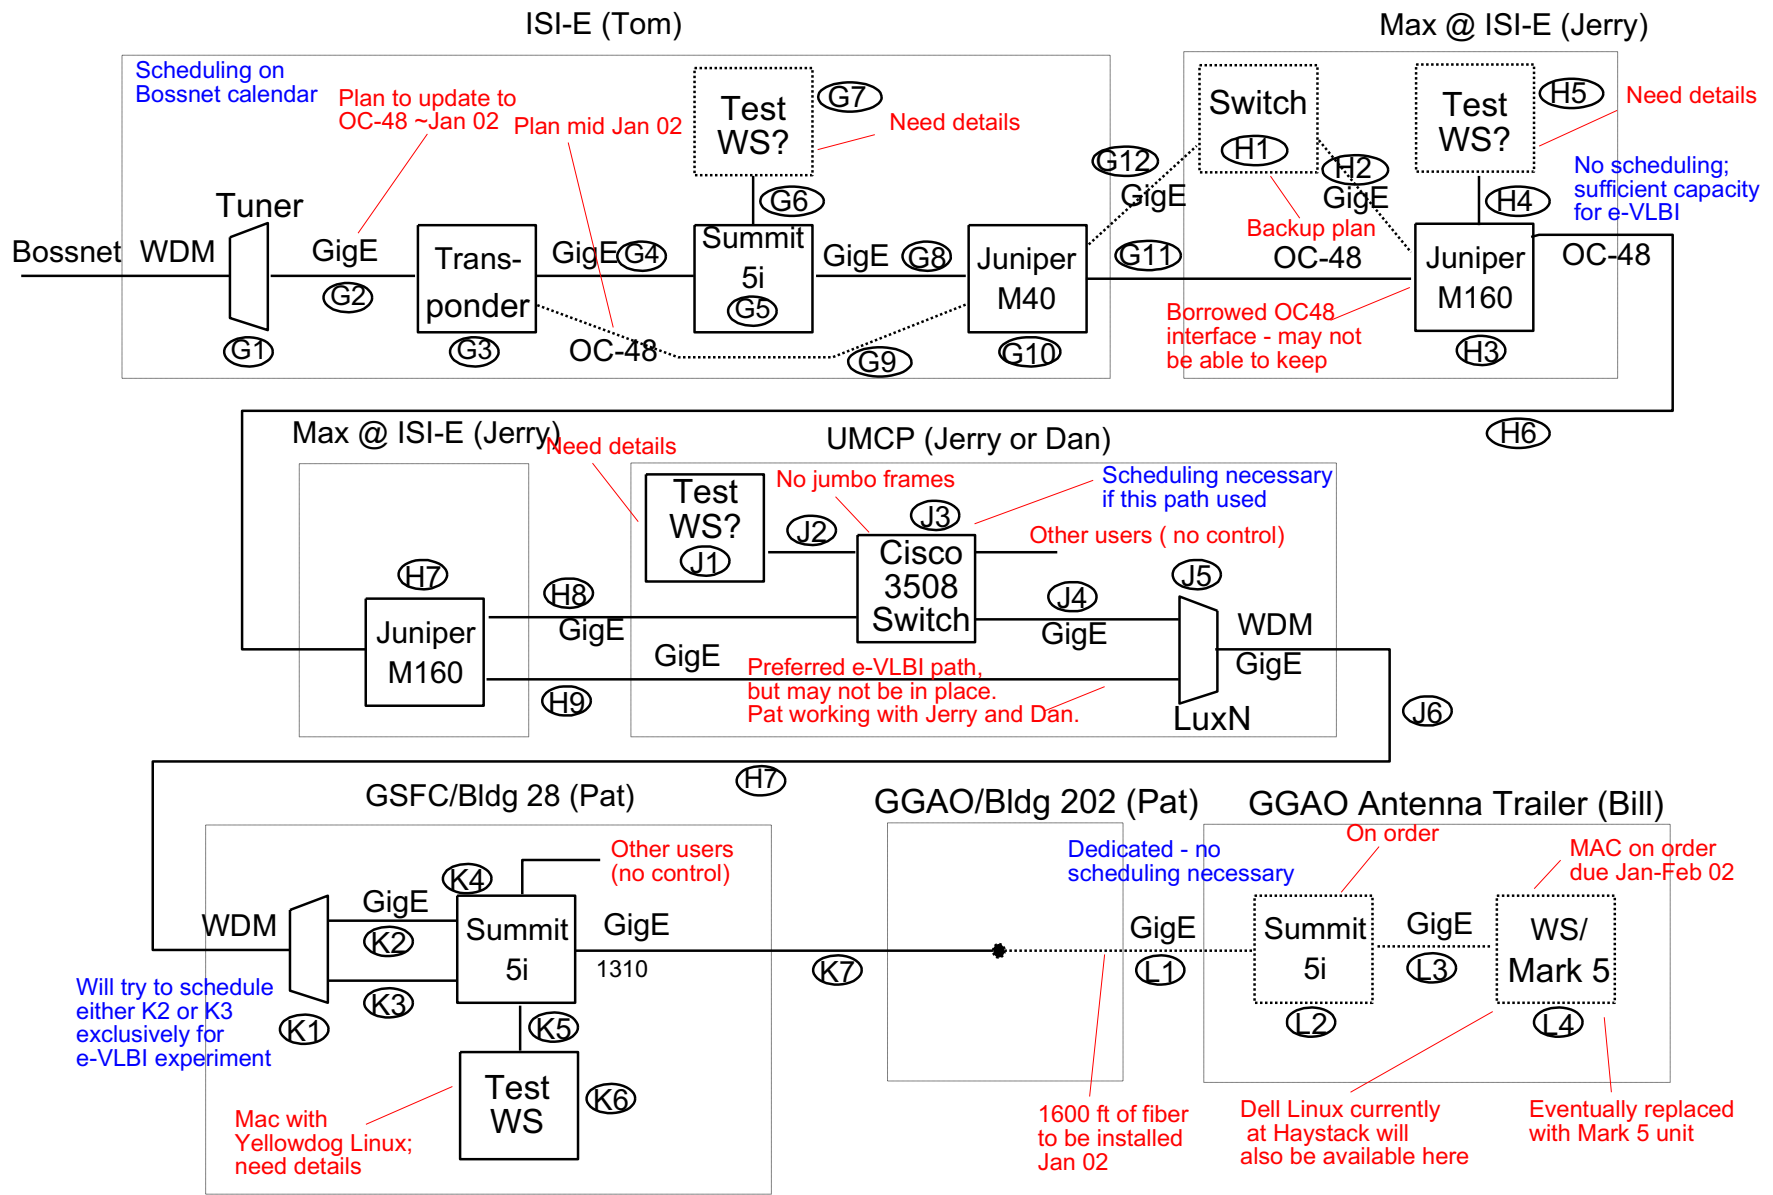 ISI-E (Tom)
Max @ ISI-E (Jerry)
Scheduling on
Bossnet calendar
Plan to update to
OC-48 ~Jan 02
Plan mid Jan 02
Test
WS?
G7
Need details
Switch
H1
Test
WS?
H5
Need details
No scheduling;
sufficient capacity
for e-VLBI
G12
GigE
H2
GigE
Backup plan
Tuner
G6
H4
Bossnet
WDM
GigE
G2
Trans-
ponder
GigE
G4
Summit
5i
G5
GigE
G8
Juniper
M40
G11
OC-48
Juniper
M160
OC-48
G1
G3
OC-48
G9
G10
Borrowed OC48
interface - may not
be able to keep
H3
H6
Max @ ISI-E (Jerry)
Need details
UMCP (Jerry or Dan)
Test
WS?
J1
No jumbo frames
J2
J3
Scheduling necessary
if this path used
Other users ( no control)
Cisco
3508
Switch
H7
H8
GigE
J4
GigE
J5
WDM
GigE
Juniper
M160
GigE
H9
Preferred e-VLBI path,
but may not be in place.
Pat working with Jerry and Dan.
LuxN
J6
H7
GSFC/Bldg 28 (Pat)
GGAO/Bldg 202 (Pat)
GGAO Antenna Trailer (Bill)
Other users
(no control)
Dedicated - no
scheduling necessary
On order
MAC on order
due Jan-Feb 02
K4
WDM
GigE
K2
K3
Summit
5i
GigE
1310
K7
GigE
L1
Summit
5i
GigE
L3
WS/
Mark 5
Will try to schedule
either K2 or K3
exclusively for
e-VLBI experiment
K1
K5
L2
L4
Test
WS
K6
Mac with
Yellowdog Linux;
need details
1600 ft of fiber
to be installed
Jan 02
Dell Linux currently
at Haystack will
also be available here
Eventually replaced
with Mark 5 unit